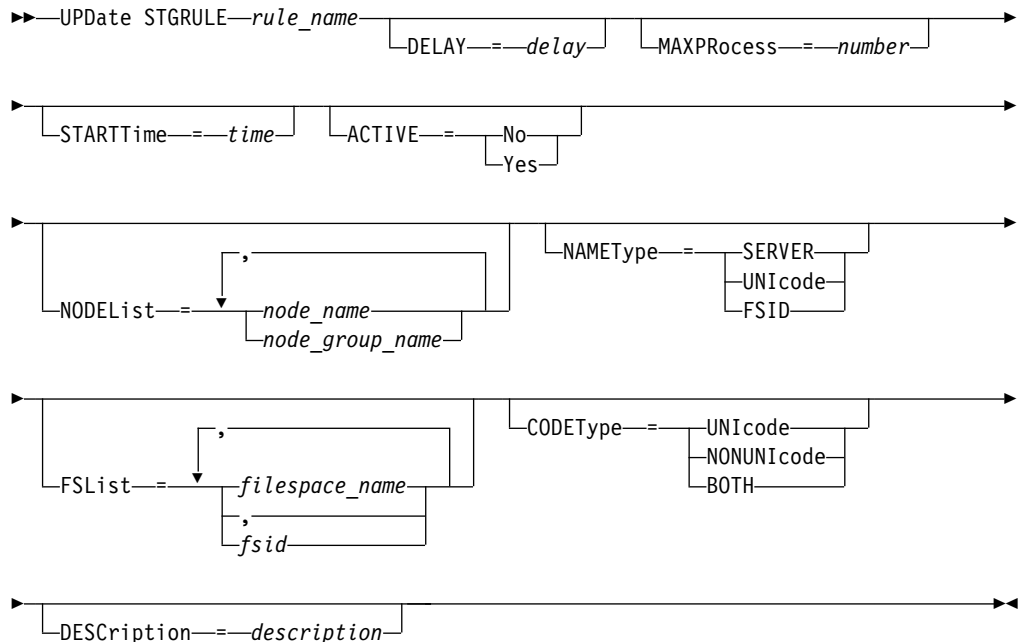 UPDate STGRULE rule_name
DELAY = delay
MAXPRocess = number
STARTTime = time
ACTIVE = No
Yes
NODEList = node_name
,
node_group_name
NAMEType = SERVER
UNIcode
FSID
FSList = filespace_name
,
,
fsid
CODEType = UNIcode
NONUNIcode
BOTH
DESCription = description